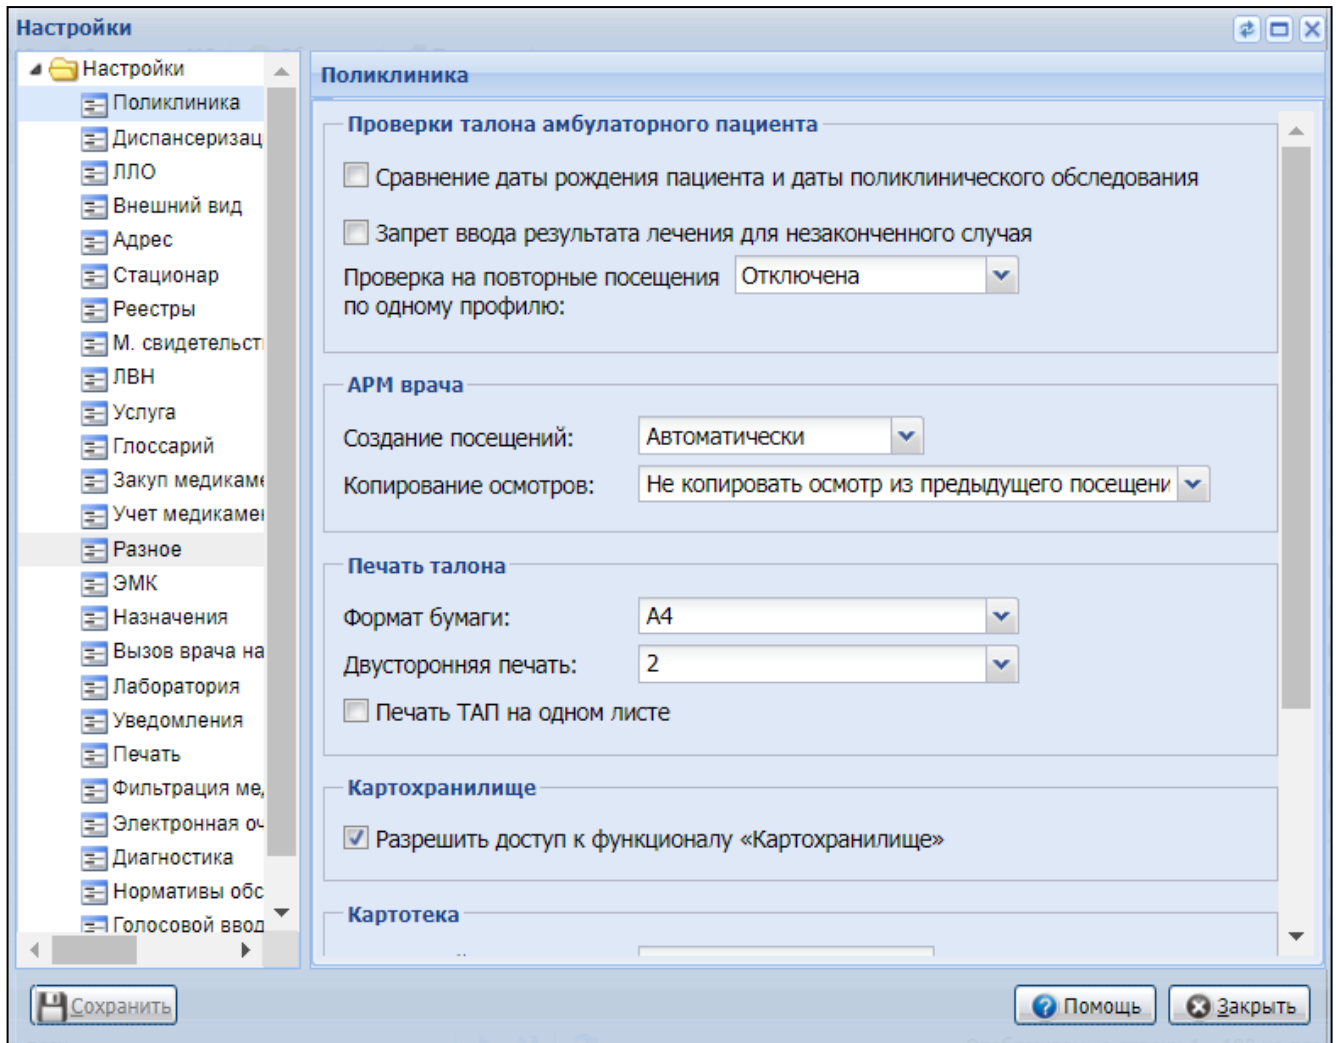 Настройки
Настройки
Поликлиника
Диспансеризац
ЛЛО
Внешний вид
Адрес
Стационар
Реестры
М. свидетельст
ЛВН
Услуга
Глоссарий
Закуп медикаме
Учет медикамен
Разное
ЭМК
Назначения
Вызов врача на
Лаборатория
Уведомления
Печать
Фильтрация ме
Электронная оч
Диагностика
Нормативы обс
Голосовой ввод
Поликлиника
Проверки талона амбулаторного пациента
Сравнение даты рождения пациента и даты поликлинического обследования
Запрет ввода результата лечения для незаконченного случая
Проверка на повторные посещения Отключена
по одному профилю:
АРМ врача
Создание посещений: Автоматически
Копирование осмотров: Не копировать осмотр из предыдущего посещени
Печать талона
Формат бумаги: A4
Двусторонняя печать: 2
Печать ТАП на одном листе
Картохранилище
Разрешить доступ к функционалу «Картохранилище»
Картотека
Сохранить
Помощь
Закрыть